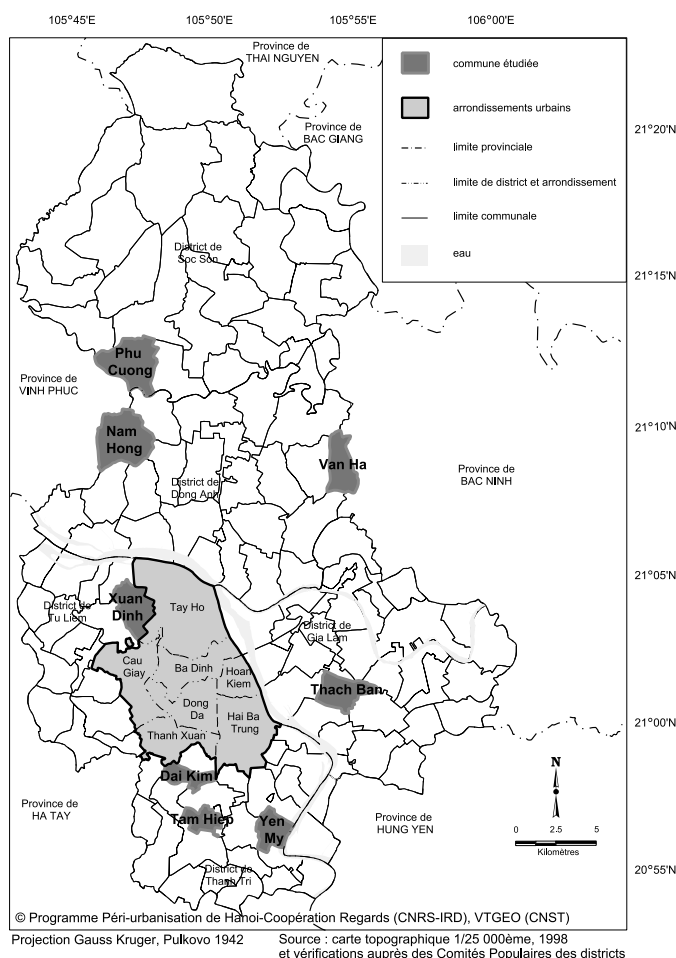 105°45'E 105°50'E 105°55'E 106°00'E
Province de
THAI NGUYEN
commune étudiée
arrondissements urbains
limite provinciale
limite de district et arrondissement
limite communale
eau
Province de
BAC GIANG
21°20'N
District de
Soc Son
21°15'N
Phu
Cuong
Province de
VINH PHUC
Nam
Hong
21°10'N
Van Ha
Province de
BAC NINH
District de
Dong Anh
21°05'N
Xuan
Dinh
District de
Tu Liem
Tay Ho
District de
Gia Lam
Cau
Giay
Ba Dinh
Hoan
Kiem
Thach Ban
Dong
Da
Hai Ba
Trung
Thanh Xuan
21°00'N
Dai Kim
N
Province de
HA TAY
Tam Hiep
Yen
My
Province de
HUNG YEN
0 2.5 5
Kilomètres
20°55'N
District de
Thanh Tri
© Programme Péri-urbanisation de Hanoi-Coopération Regards (CNRS-IRD), VTGEO (CNST)
Projection Gauss Kruger, Pulkovo 1942
Source : carte topographique 1/25 000ème, 1998
et vérifications auprès des Comités Populaires des districts